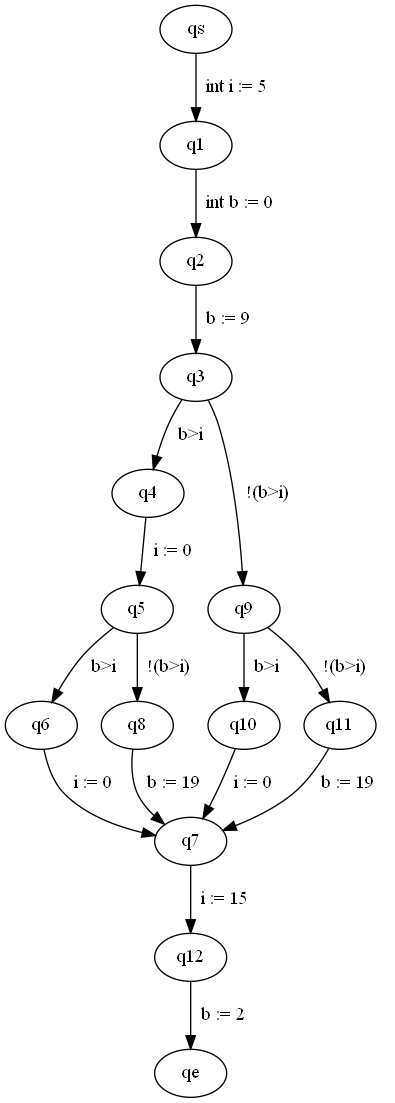 qs
int i := 5
q1
int b := 0
q2
b := 9
q3
b>i
q4
!(b>i)
i := 0
q5
q9
b>i
!(b>i)
b>i
!(b>i)
q6
q8
q10
q11
i := 0
b := 19
i := 0
b := 19
q7
i := 15
q12
b := 2
qe